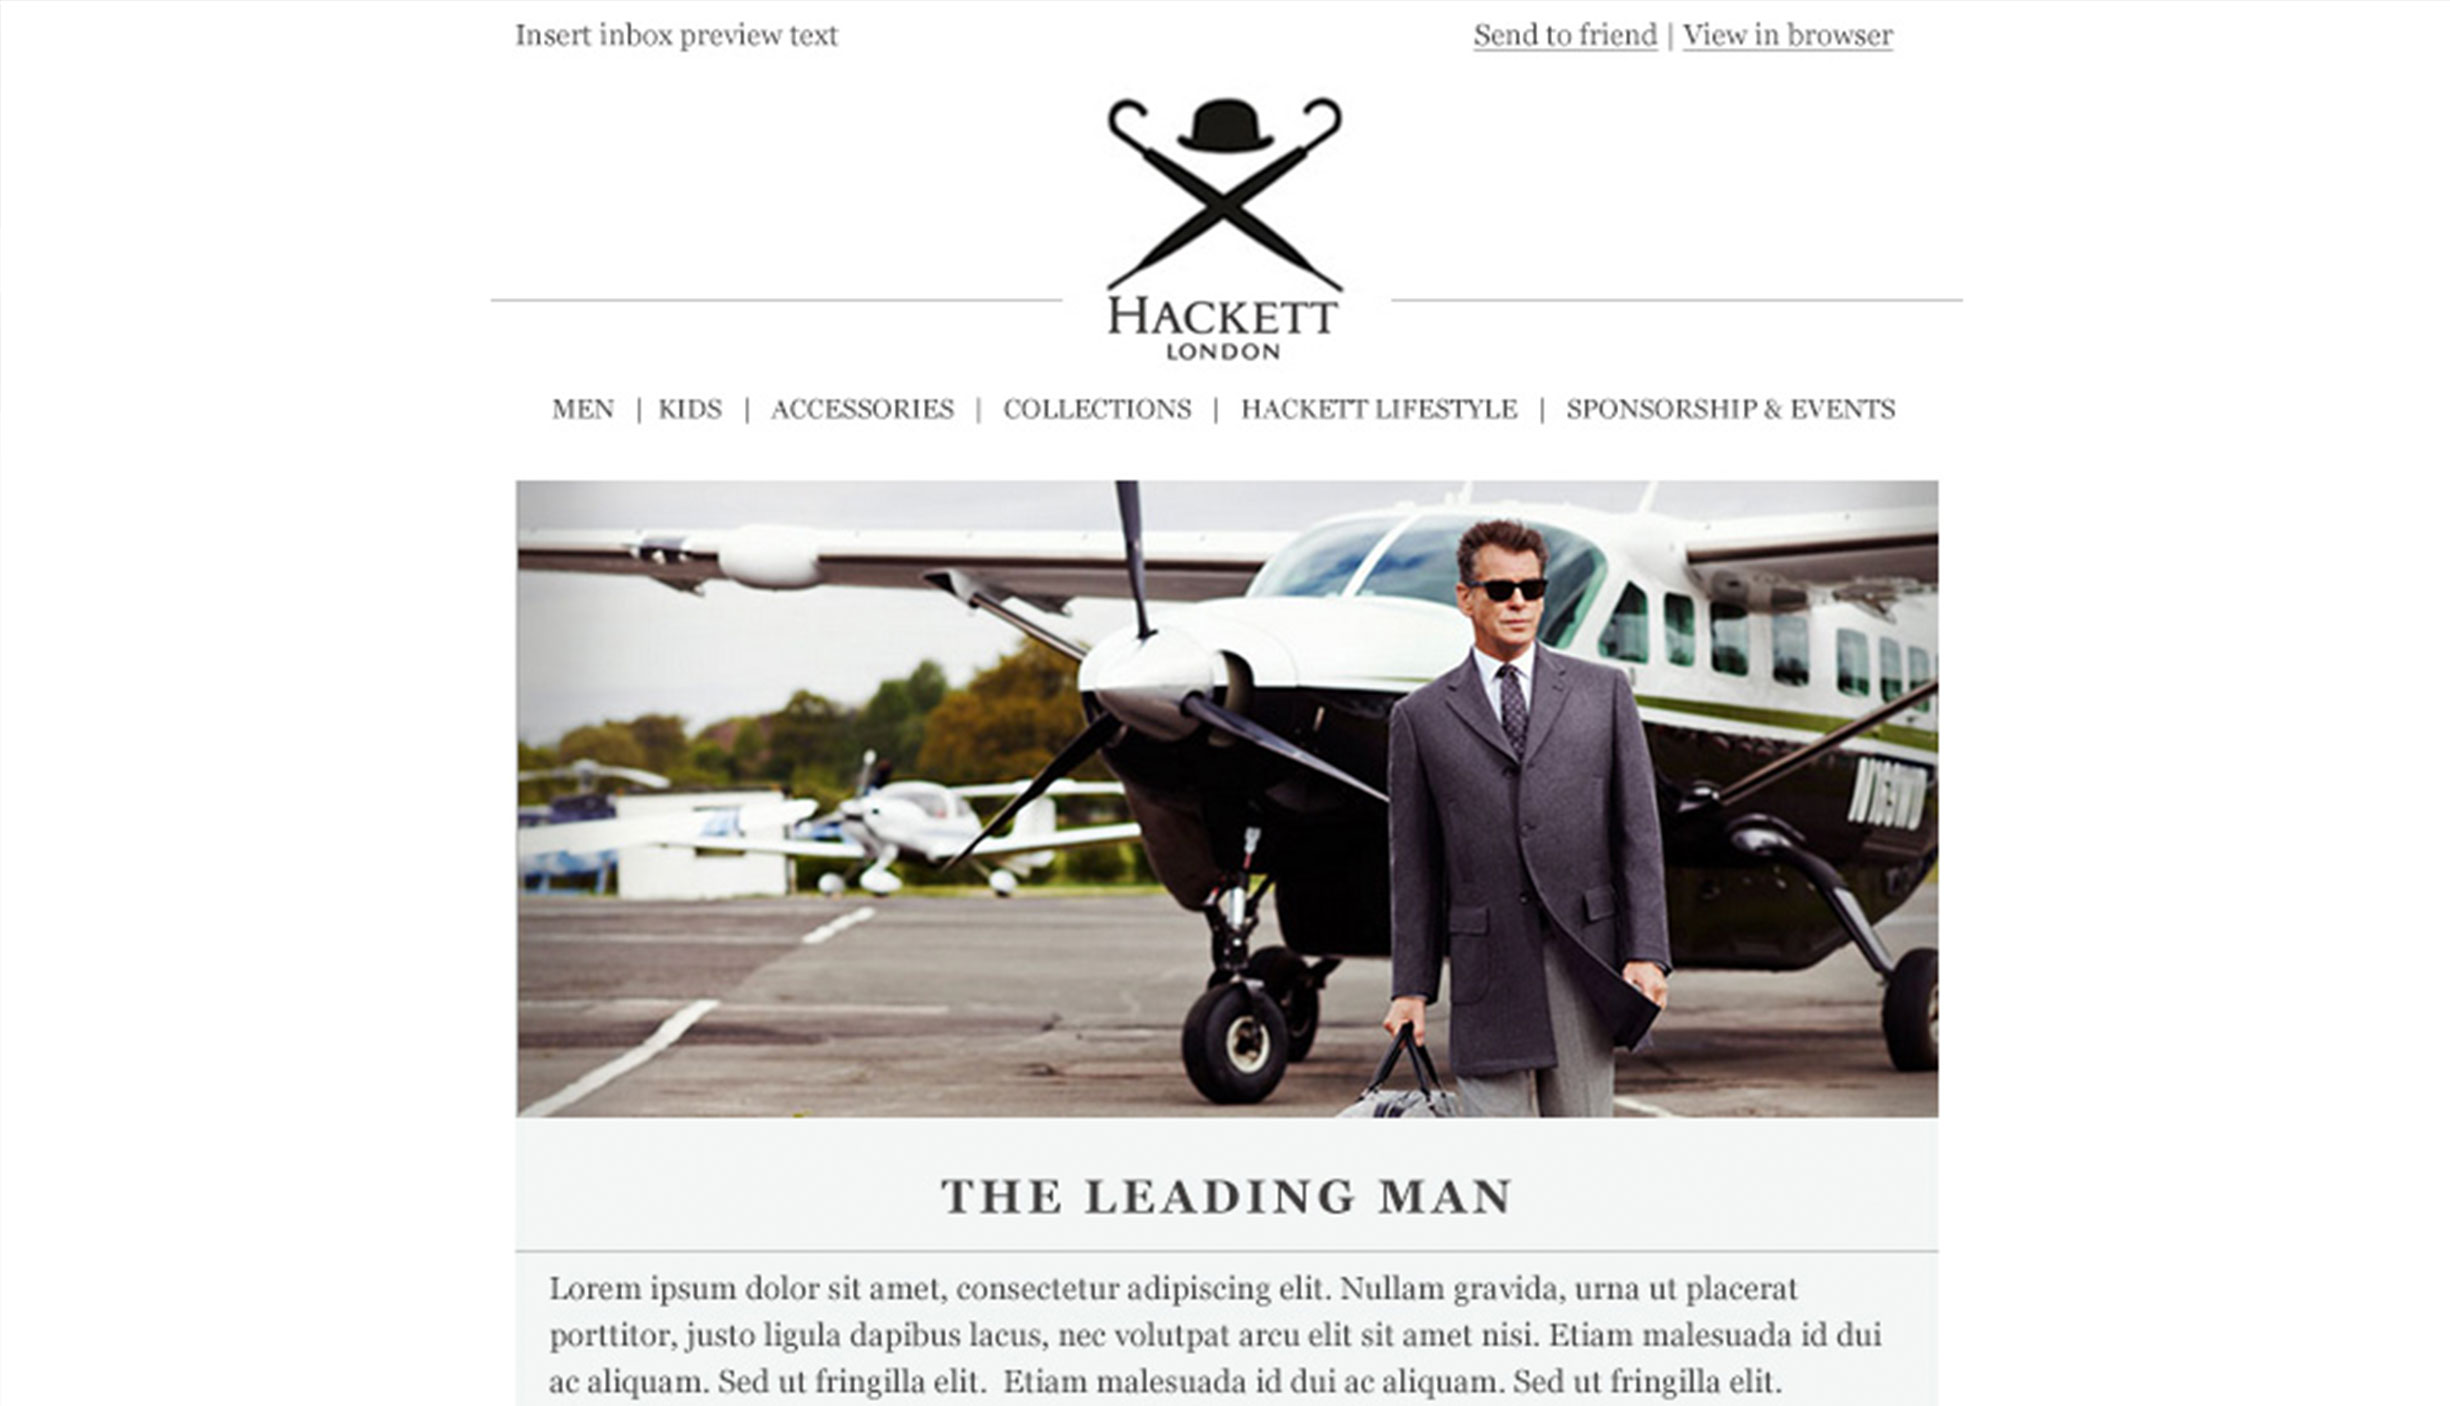 Insert inbox preview text
Send to friend | View in browser
HACKETT
LONDON
MEN | KIDS | ACCESSORIES | COLLECTIONS | HACKETT LIFESTYLE | SPONSORSHIP & EVENTS
THE LEADING MAN
Lorem ipsum dolor sit amet, consectetur adipiscing elit. Nullam gravida, urna ut placerat
porttitor, justo ligula dapibus lacus, nec volutpat arcu elit sit amet nisi. Etiam malesuada id dui
ac aliquam. Sed ut fringilla elit.  Etiam malesuada id dui ac aliquam. Sed ut fringilla elit.